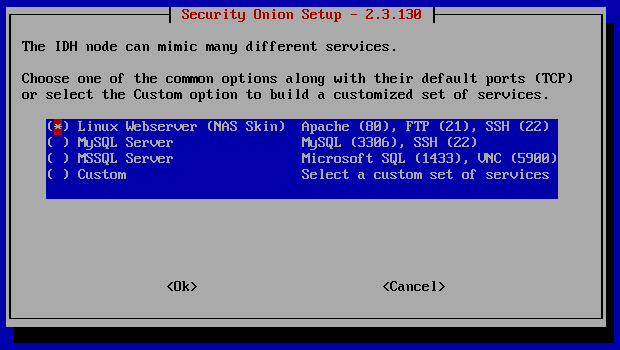 Security Onion Setup - 2.3.130
The IDH node can mimic many different services.
Choose one of the common options along with their default ports (TCP)
or select the Custom option to build a customized set of services.
(*) Linux Webserver (NAS Skin)  Apache (80), FTP (21), SSH (22)
( ) MySQL Server                MySQL (3306), SSH (22)
( ) MSSQL Server                Microsoft SQL (1433), VNC (5900)
( ) Custom                      Select a custom set of services
<Ok>                       <Cancel>